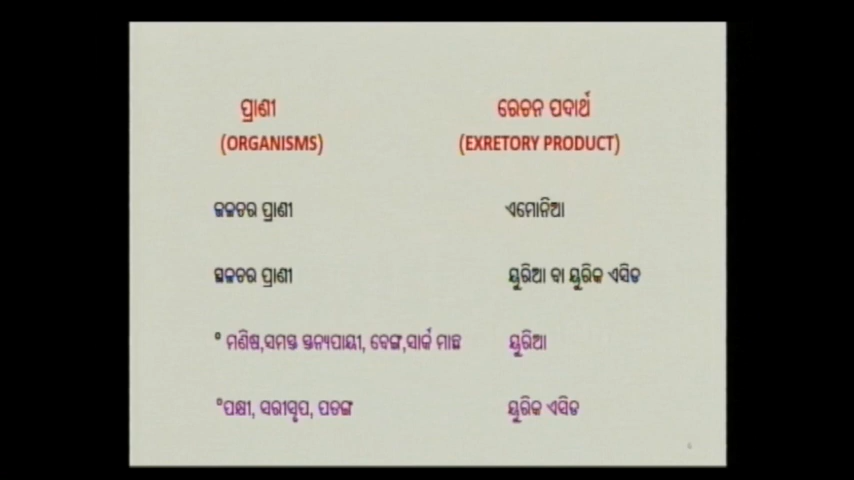 ପ୍ରାଣୀ ରେଚନ ପଦାର୍ଥ
(ORGANISMS) (EXRETORY PRODUCT)
ଜଳଚର ପ୍ରାଣୀ ଏମୋନିଆ
ସ୍ଥଳଚର ପ୍ରାଣୀ ୟୁରିଆ ବା ୟୁରିକ ଏସିଡ
° ମଣିଷ,ସମସ୍ତ ସ୍ତନ୍ୟପାୟୀ, ବେଙ୍ଗ,ସାର୍କ ମାଛ ୟୁରିଆ
°ପକ୍ଷୀ, ସରୀସୃପ, ପତଙ୍ଗ ୟୁରିକ ଏସିଡ